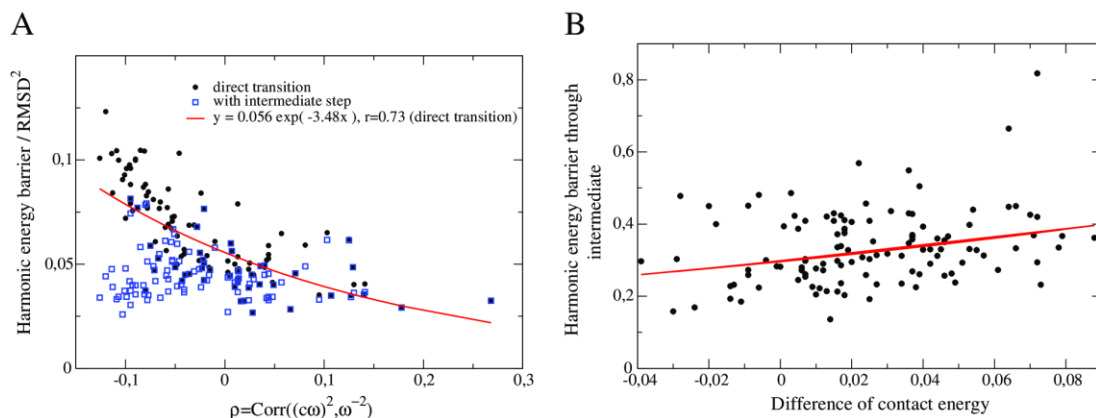 A
Harmonic energy barrier / RMSD²
0,1
0,05
0
direct transition
with intermediate step
y = 0.056 exp( -3.48x ), r=0.73 (direct transition)
-0,1
0
0,1
0,2
0,3
ρ=Corr((cω)²,ω⁻²)
B
Harmonic energy barrier through
intermediate
0,8
0,6
0,4
0,2
0
-0,04
-0,02
0
0,02
0,04
0,06
0,08
Difference of contact energy